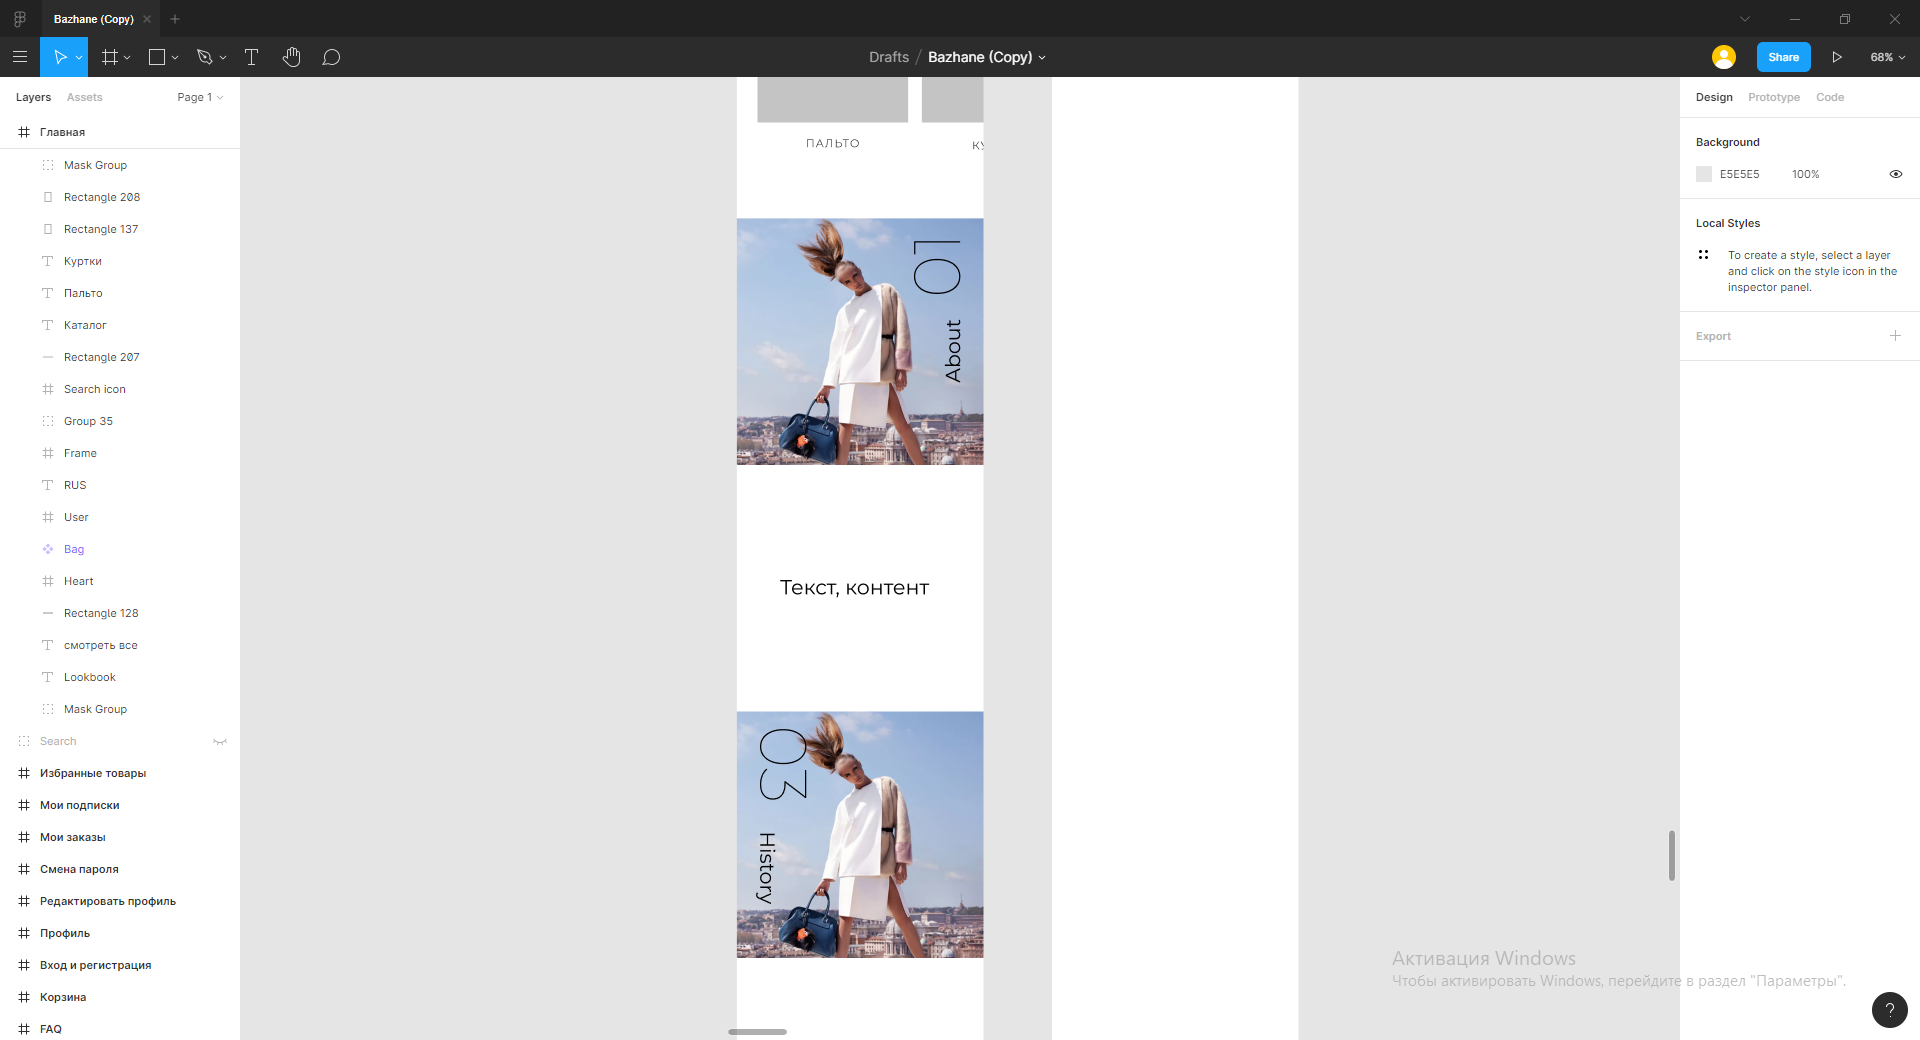 Bazhane (Copy)
Drafts / Bazhane (Copy)
Share
68%
Layers Assets Page 1
Главная
Mask Group
Rectangle 208
Rectangle 137
Куртки
Пальто
Каталог
Rectangle 207
Search icon
Group 35
Frame
RUS
User
Bag
Heart
Rectangle 128
смотреть все
Lookbook
Mask Group
Search
Избранные товары
Мои подписки
Мои заказы
Смена пароля
Редактировать профиль
Профиль
Вход и регистрация
Корзина
FAQ
ПАЛЬТО
КУ
01
About
Текст, контент
03
History
Design Prototype Code
Background
E5E5E5 100%
Local Styles
To create a style, select a layer
and click on the style icon in the
inspector panel.
Export
Активация Windows
Чтобы активировать Windows, перейдите в раздел "Параметры".
?